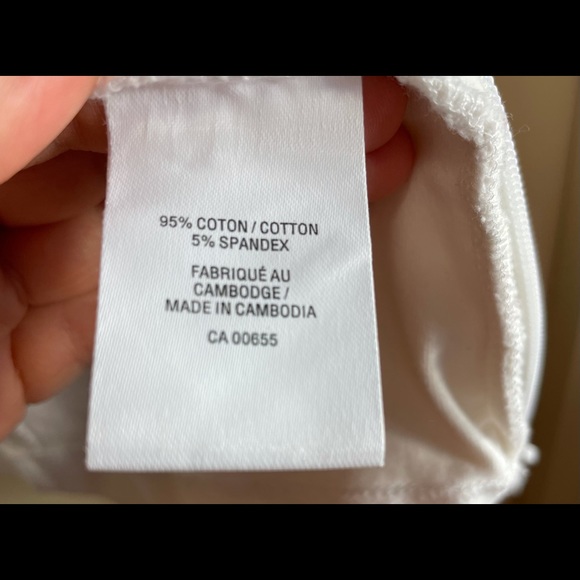 95% COTON / COTTON
5% SPANDEX
FABRIQUÉ AU
CAMBODGE /
MADE IN CAMBODIA
CA 00655